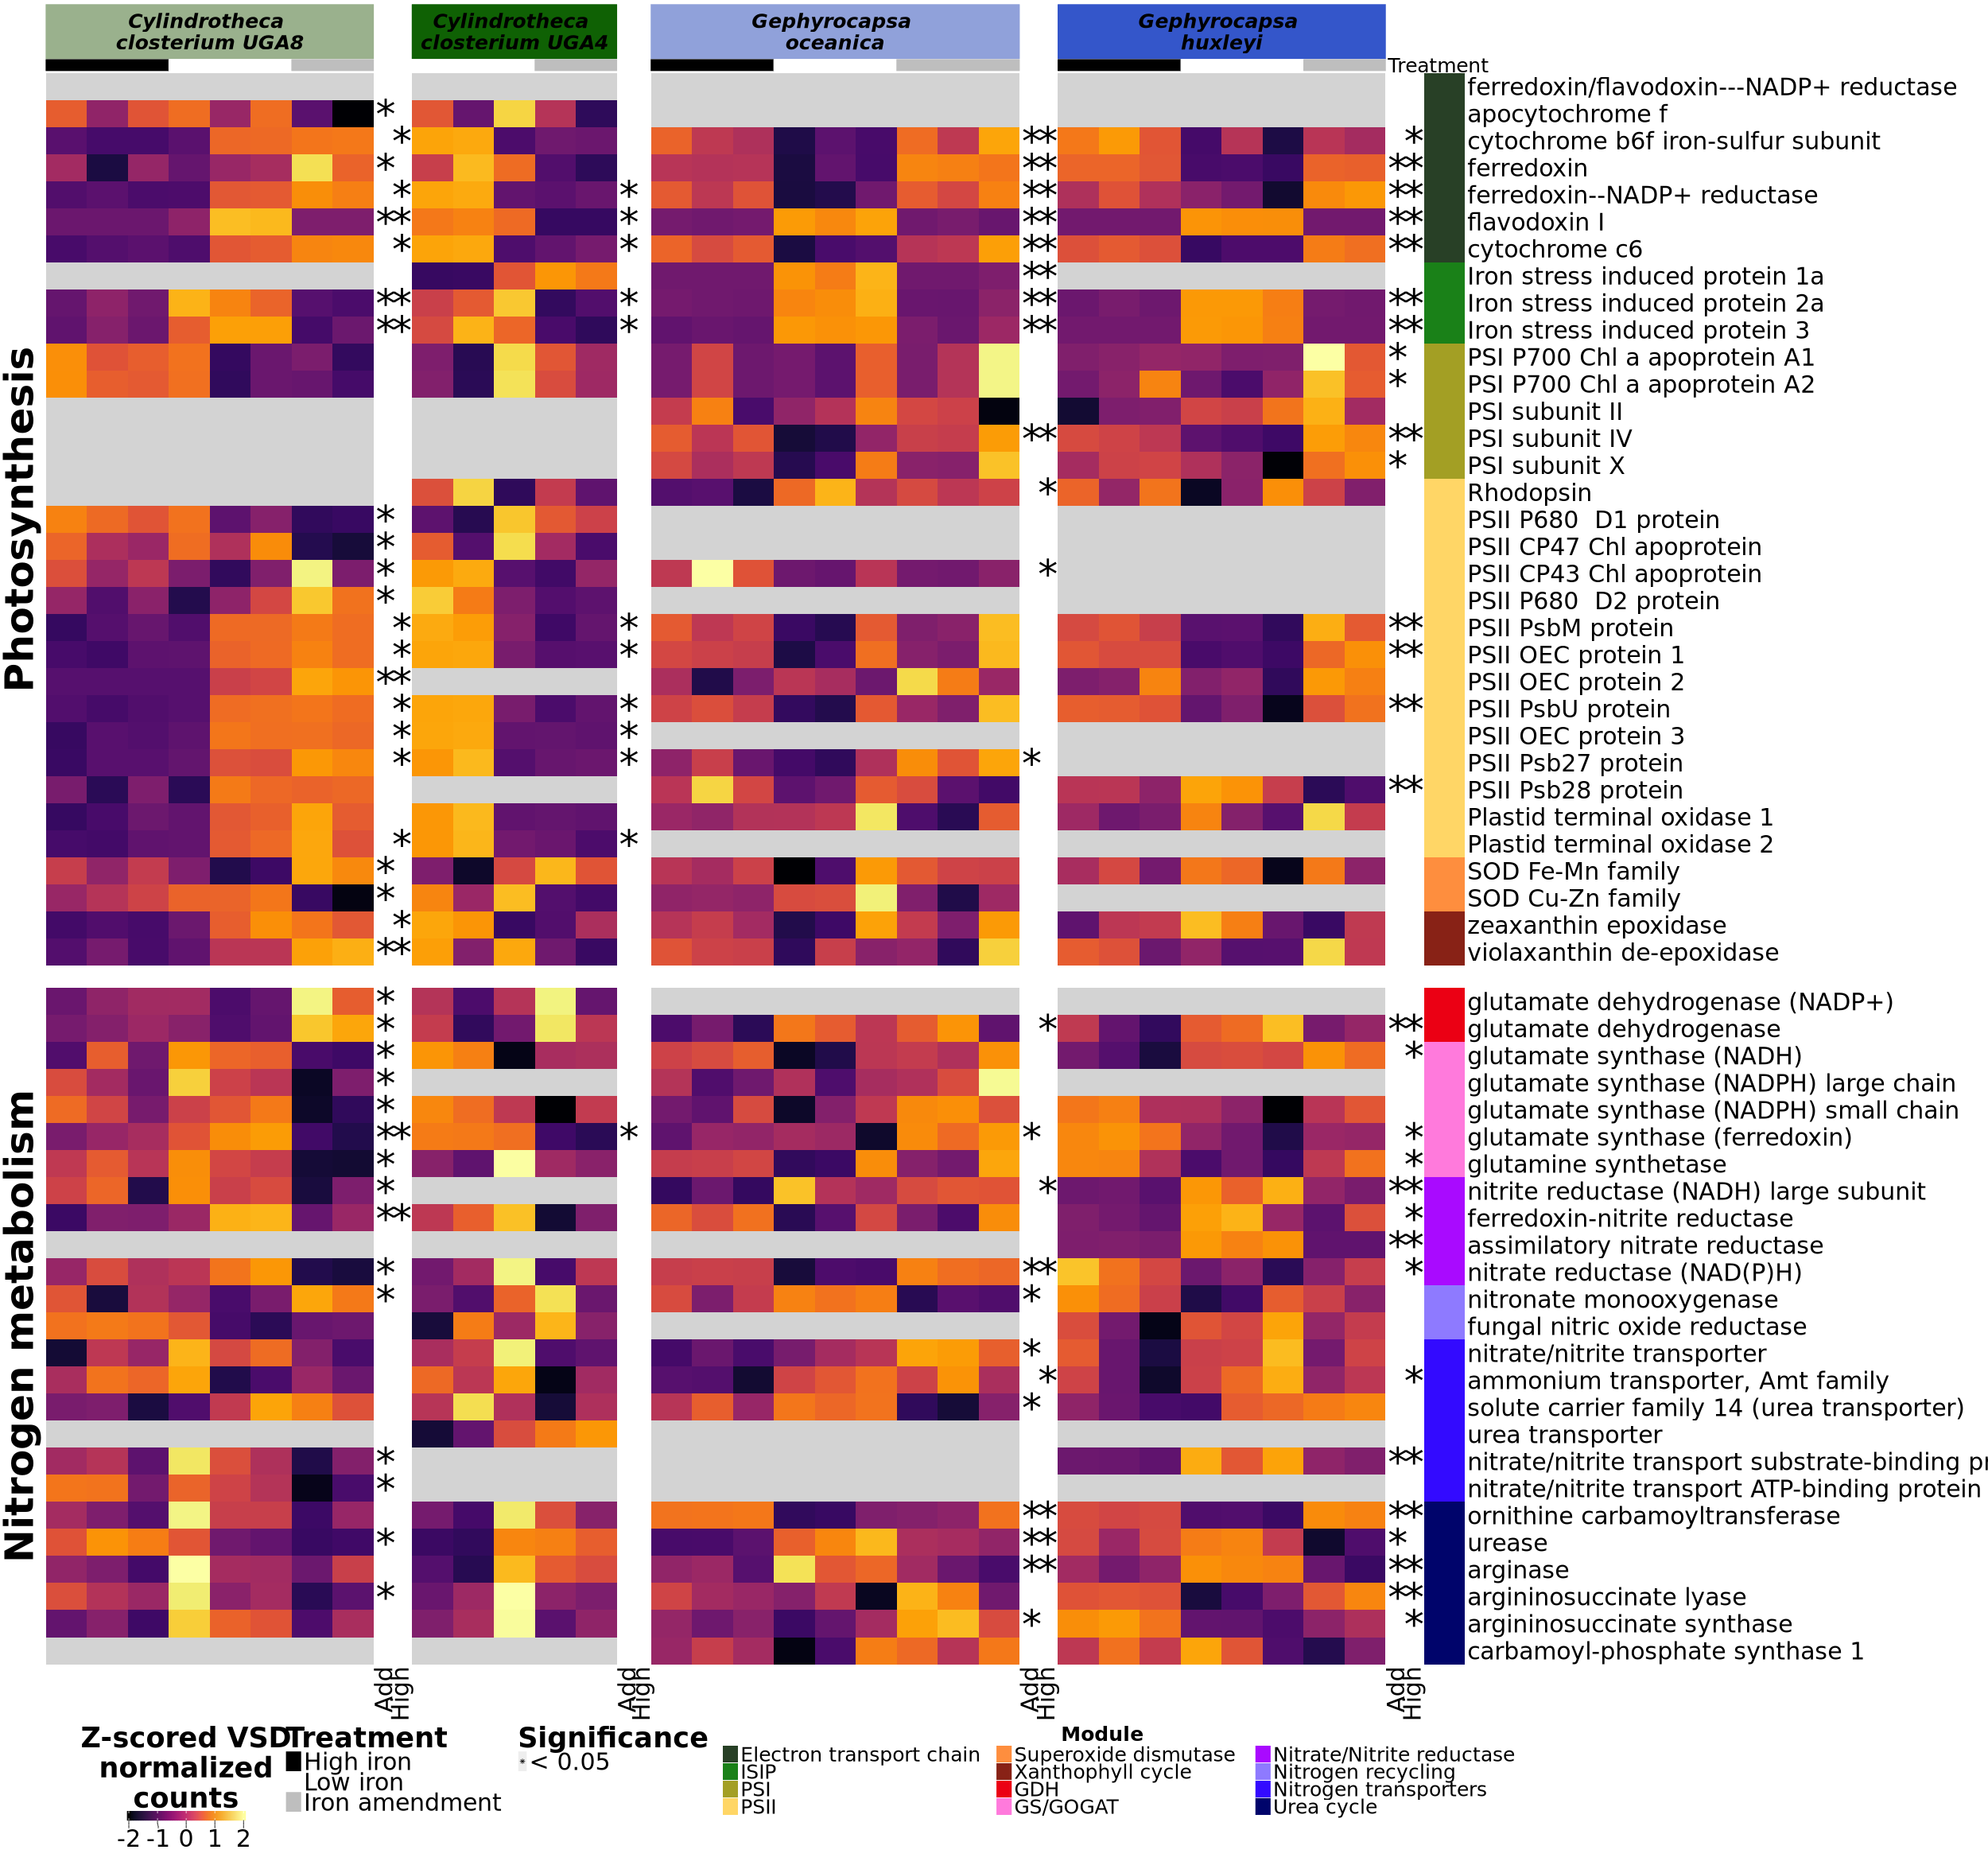 Cylindrotheca
closterium UGA8
Cylindrotheca
closterium UGA4
Gephyrocapsa
oceanica
Gephyrocapsa
huxleyi
Treatment
Photosynthesis
ferredoxin/flavodoxin---NADP+ reductase
* apocytochrome f
* ** * cytochrome b6f iron-sulfur subunit
* ** ** ferredoxin
* * ** ** ferredoxin--NADP+ reductase
** * ** ** flavodoxin I
* * ** ** cytochrome c6
** Iron stress induced protein 1a
** * ** ** Iron stress induced protein 2a
** * ** ** Iron stress induced protein 3
* PSI P700 Chl a apoprotein A1
* PSI P700 Chl a apoprotein A2
PSI subunit II
** ** PSI subunit IV
* PSI subunit X
* Rhodopsin
* PSII P680  D1 protein
* PSII CP47 Chl apoprotein
* * PSII CP43 Chl apoprotein
* PSII P680  D2 protein
* * ** PSII PsbM protein
* * ** PSII OEC protein 1
** PSII OEC protein 2
* * ** PSII PsbU protein
* * PSII OEC protein 3
* * * PSII Psb27 protein
** PSII Psb28 protein
Plastid terminal oxidase 1
* * Plastid terminal oxidase 2
* SOD Fe-Mn family
* SOD Cu-Zn family
* zeaxanthin epoxidase
** violaxanthin de-epoxidase
Nitrogen metabolism
* glutamate dehydrogenase (NADP+)
* * ** glutamate dehydrogenase
* * glutamate synthase (NADH)
* glutamate synthase (NADPH) large chain
* glutamate synthase (NADPH) small chain
** * * * glutamate synthase (ferredoxin)
* * glutamine synthetase
* * ** nitrite reductase (NADH) large subunit
** * ferredoxin-nitrite reductase
** assimilatory nitrate reductase
* ** * nitrate reductase (NAD(P)H)
* * nitronate monooxygenase
fungal nitric oxide reductase
* nitrate/nitrite transporter
* * ammonium transporter, Amt family
* solute carrier family 14 (urea transporter)
urea transporter
* ** nitrate/nitrite transport substrate-binding pr
* nitrate/nitrite transport ATP-binding protein
** ** ornithine carbamoyltransferase
* ** * urease
** ** arginase
* ** argininosuccinate lyase
* * argininosuccinate synthase
carbamoyl-phosphate synthase 1
Add High Add High Add High Add High
Z-scored VSD
normalized
counts
-2 -1 0 1 2
Treatment
High iron
Low iron
Iron amendment
Significance
* < 0.05
Module
Electron transport chain
ISIP
PSI
PSII
Superoxide dismutase
Xanthophyll cycle
GDH
GS/GOGAT
Nitrate/Nitrite reductase
Nitrogen recycling
Nitrogen transporters
Urea cycle